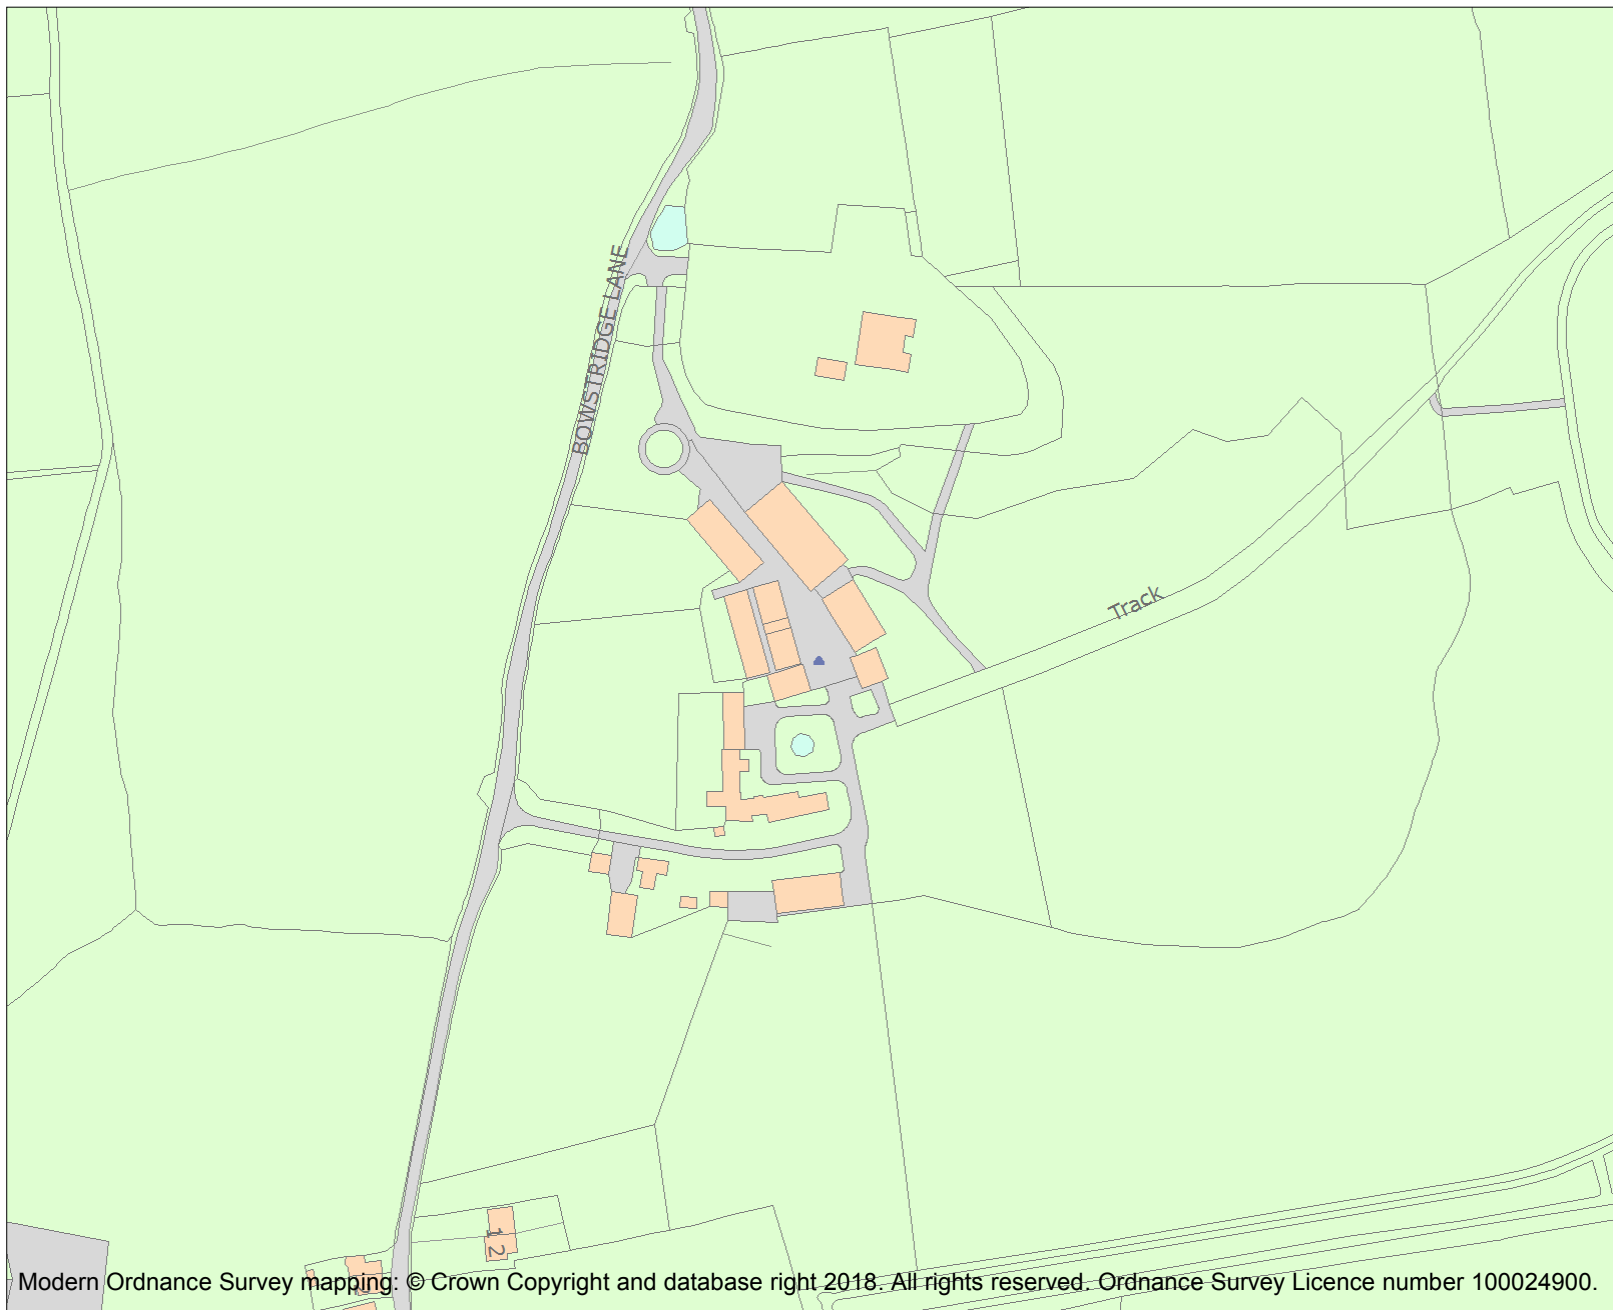 BOWSTRIDGE LANE
Track
1
2
Modern Ordnance Survey mapping: © Crown Copyright and database right 2018. All rights reserved. Ordnance Survey Licence number 100024900.